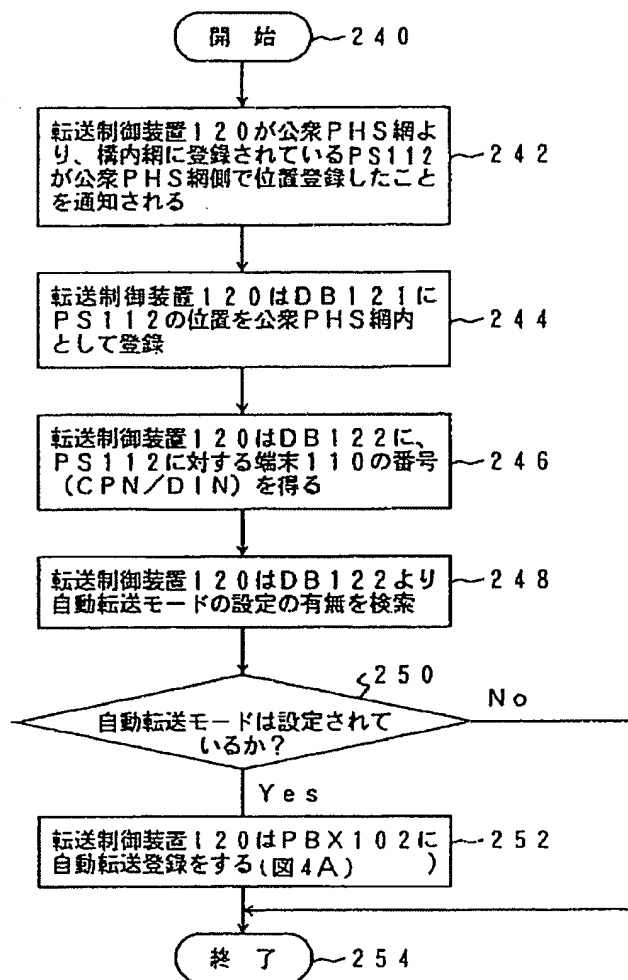 開 始 240
転送制御装置120が公衆PHS網よ
り、構内網に登録されているPS112
が公衆PHS網側で位置登録したこと
を通知される
242
転送制御装置120はDB121に
PS112の位置を公衆PHS網内
として登録
244
転送制御装置120はDB122に、
PS112に対する端末110の番号
(CPN/DIN)を得る
246
転送制御装置120はDB122より
自動転送モードの設定の有無を検索
248
250
自動転送モードは設定されて
いるか?
No
Yes
転送制御装置120はPBX102に
自動転送登録をする(図4A) )
252
終 了 254